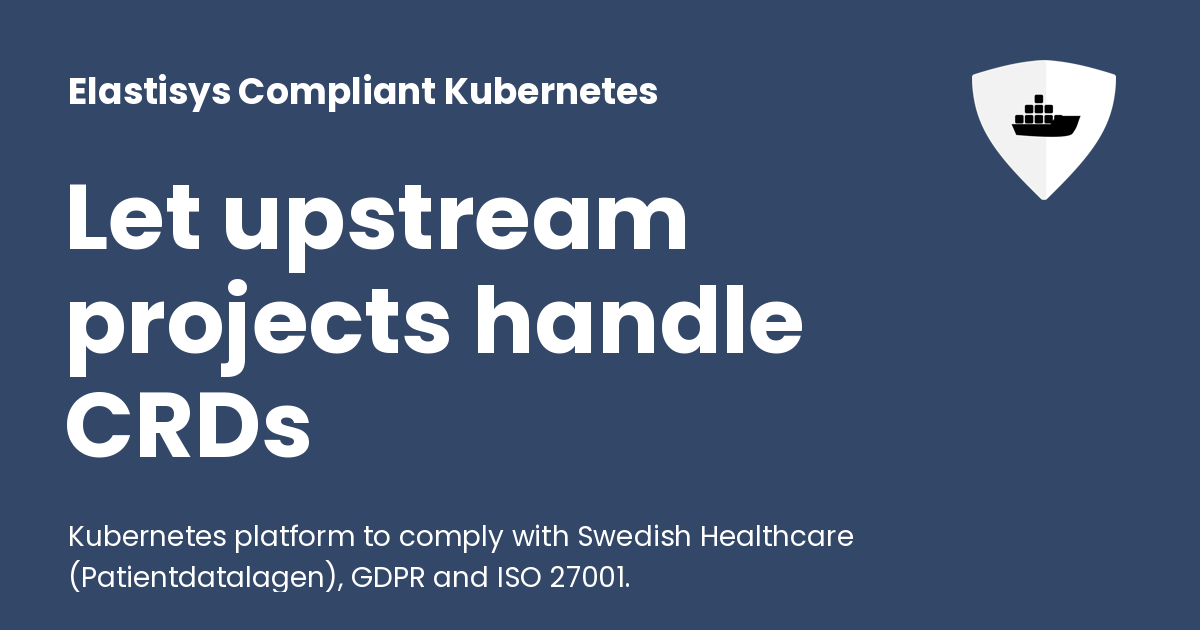 Elastisys Compliant Kubernetes
Let upstream
projects handle
CRDs
Kubernetes platform to comply with Swedish Healthcare
(Patientdatalagen), GDPR and ISO 27001.